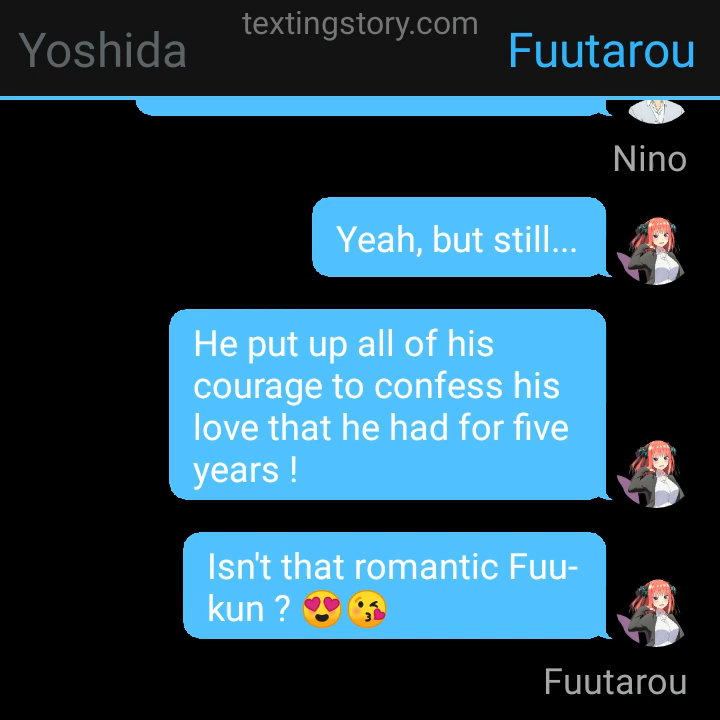 textingstory.com
Yoshida
Fuutarou
Nino
Yeah, but still...
He put up all of his
courage to confess his
love that he had for five
years !
Isn't that romantic Fuu-
kun ? 😍😘
Fuutarou